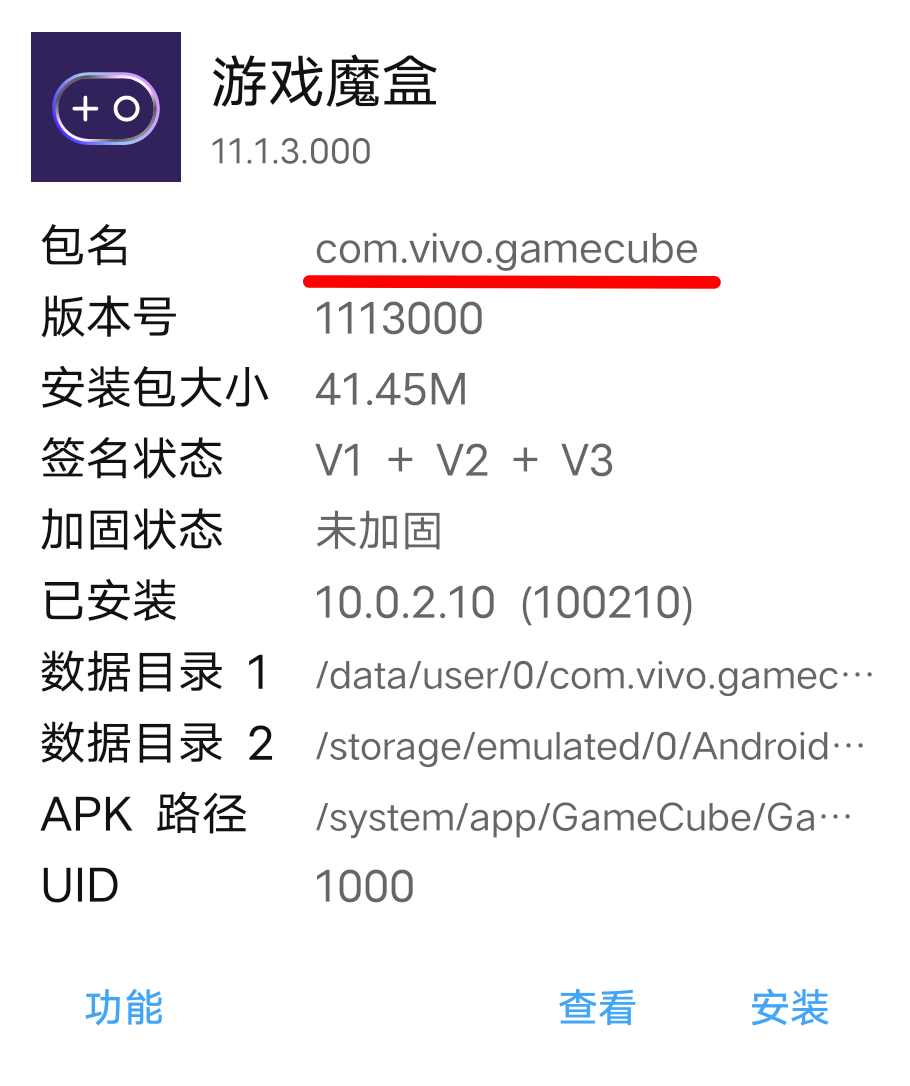 游戏魔盒
11.1.3.000
包名 com.vivo.gamecube
版本号 1113000
安装包大小 41.45M
签名状态 V1 + V2 + V3
加固状态 未加固
已安装 10.0.2.10 (100210)
数据目录 1 /data/user/0/com.vivo.gamec…
数据目录 2 /storage/emulated/0/Android…
APK 路径 /system/app/GameCube/Ga…
UID 1000
功能 查看 安装